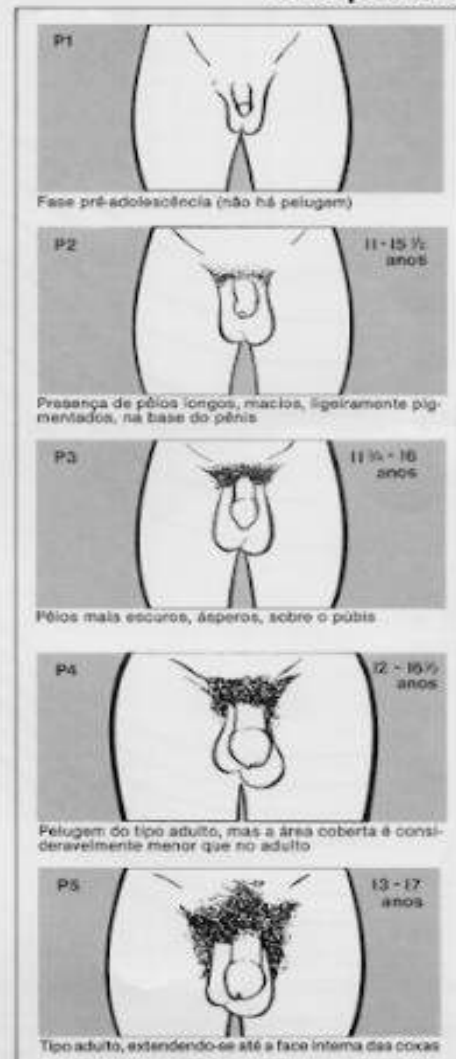 P1
Fase pré-adolescência (não há pelugem)
P2
11-15 ½
anos
Presença de pêlos longos, macios, ligeiramente pig-
mentados, na base do pênis
P3
11 ¾ - 16
anos
Pêlos mais escuros, ásperos, sobre o púbis
P4
12 - 16½
anos
Pelugem do tipo adulto, mas a área coberta é consi-
deravelmente menor que no adulto
P5
13 - 17
anos
Tipo adulto, extendendo-se até a face interna das coxas